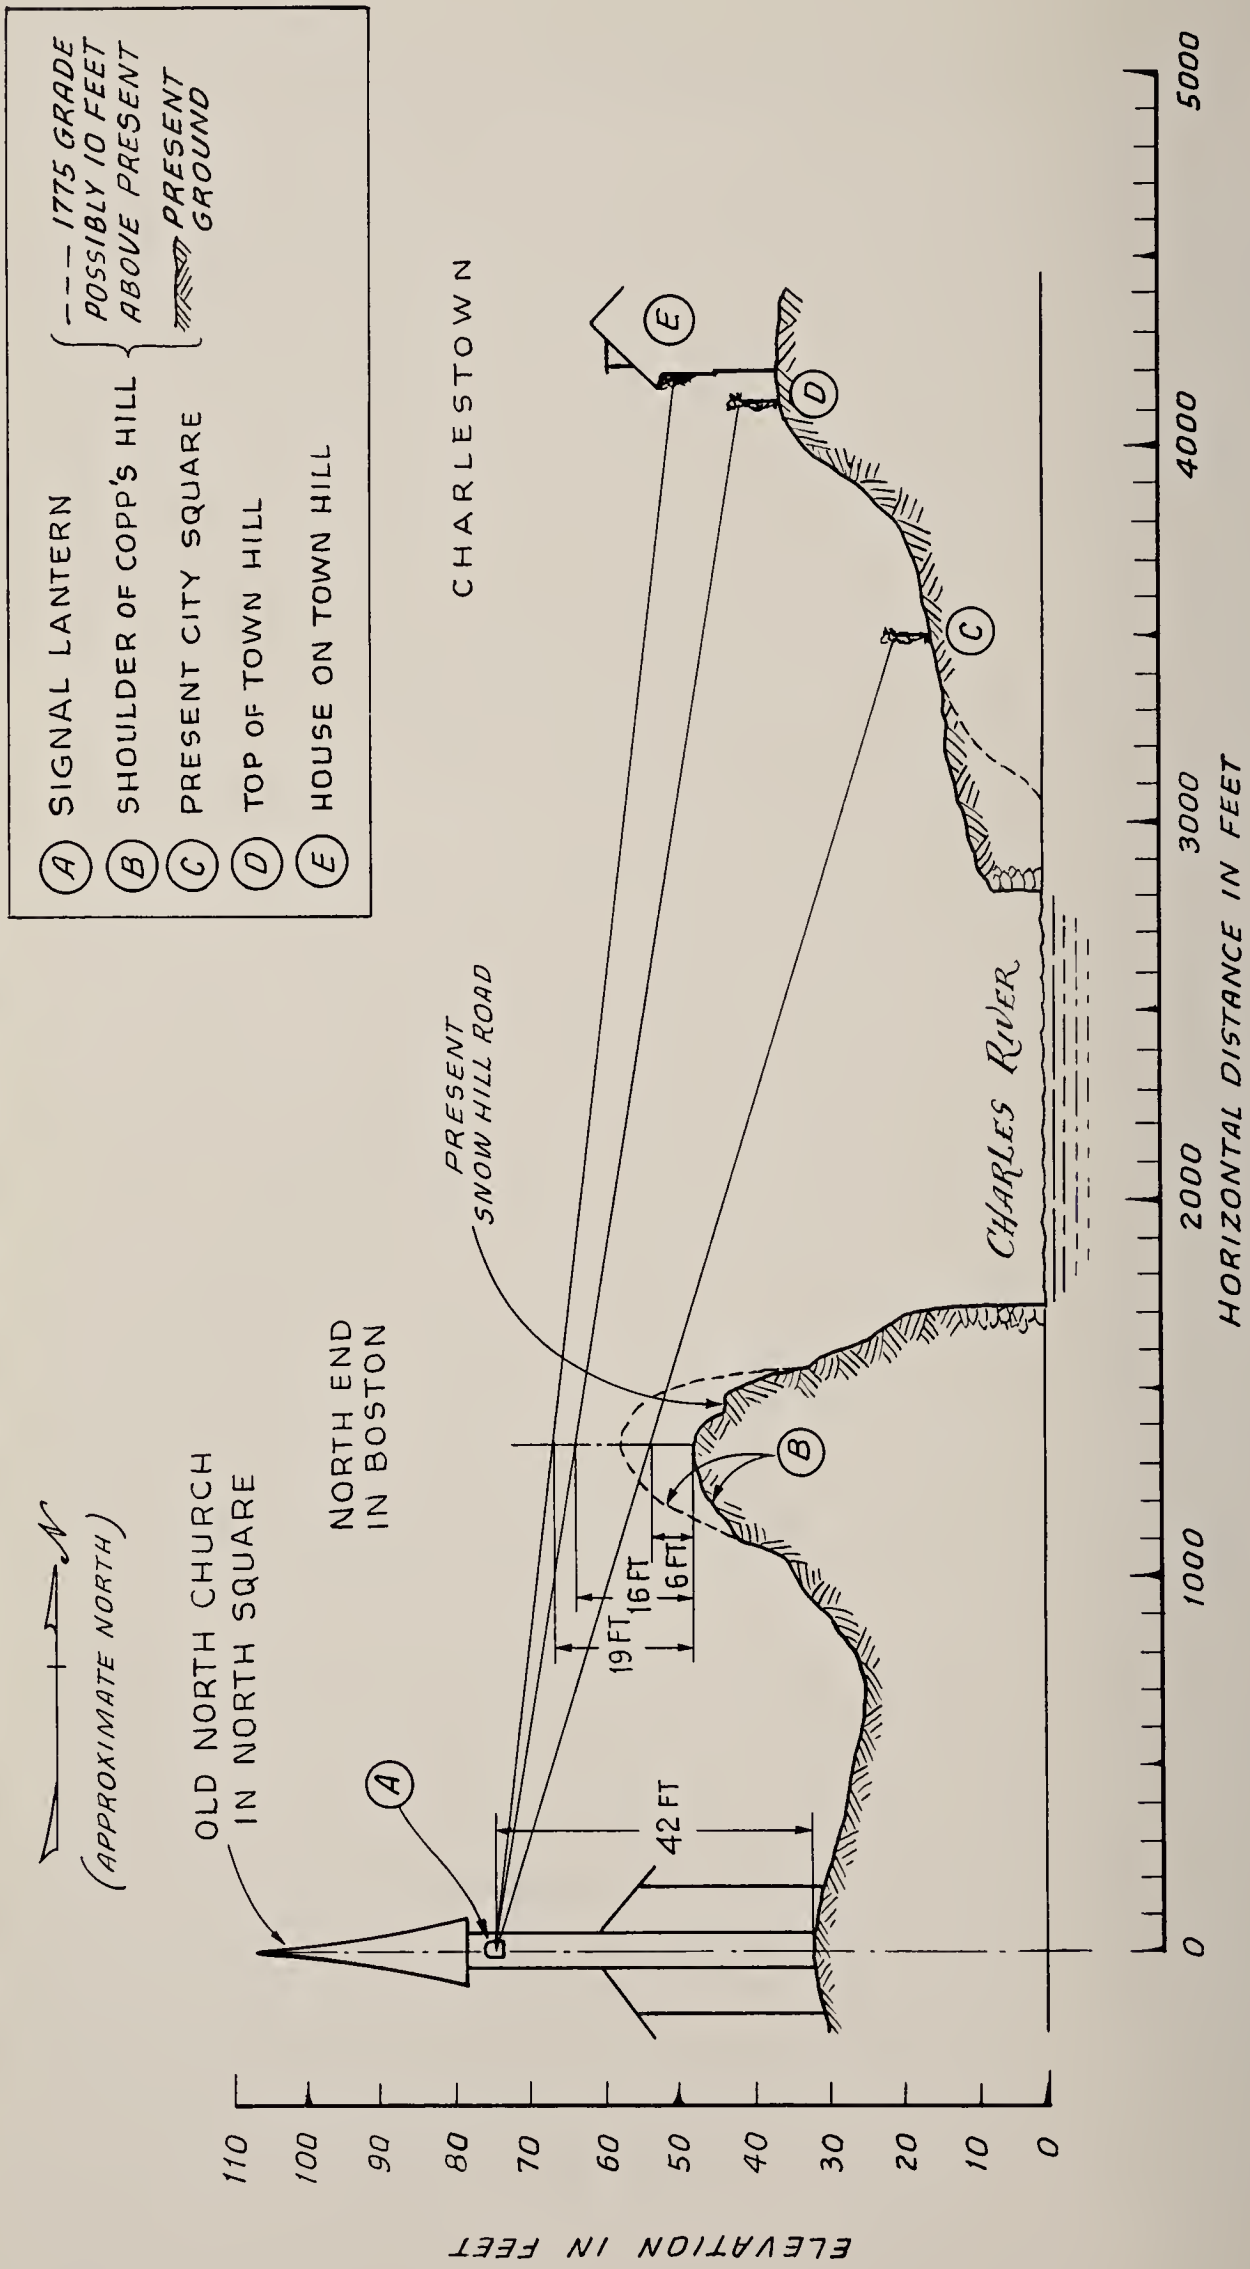 N
(APPROXIMATE NORTH)
OLD NORTH CHURCH
IN NORTH SQUARE
A
NORTH END
IN BOSTON
PRESENT
SNOW HILL ROAD
A SIGNAL LANTERN
B SHOULDER OF COPP'S HILL
C PRESENT CITY SQUARE
--- 1775 GRADE
POSSIBLY 10 FEET
ABOVE PRESENT
PRESENT
GROUND
D TOP OF TOWN HILL
E HOUSE ON TOWN HILL
CHARLESTOWN
E
D
C
B
19 FT
16 FT
6 FT
42 FT
CHARLES RIVER
110
100
90
80
70
60
50
40
30
20
10
0
ELEVATION IN FEET
0
1000
2000
3000
4000
5000
HORIZONTAL DISTANCE IN FEET